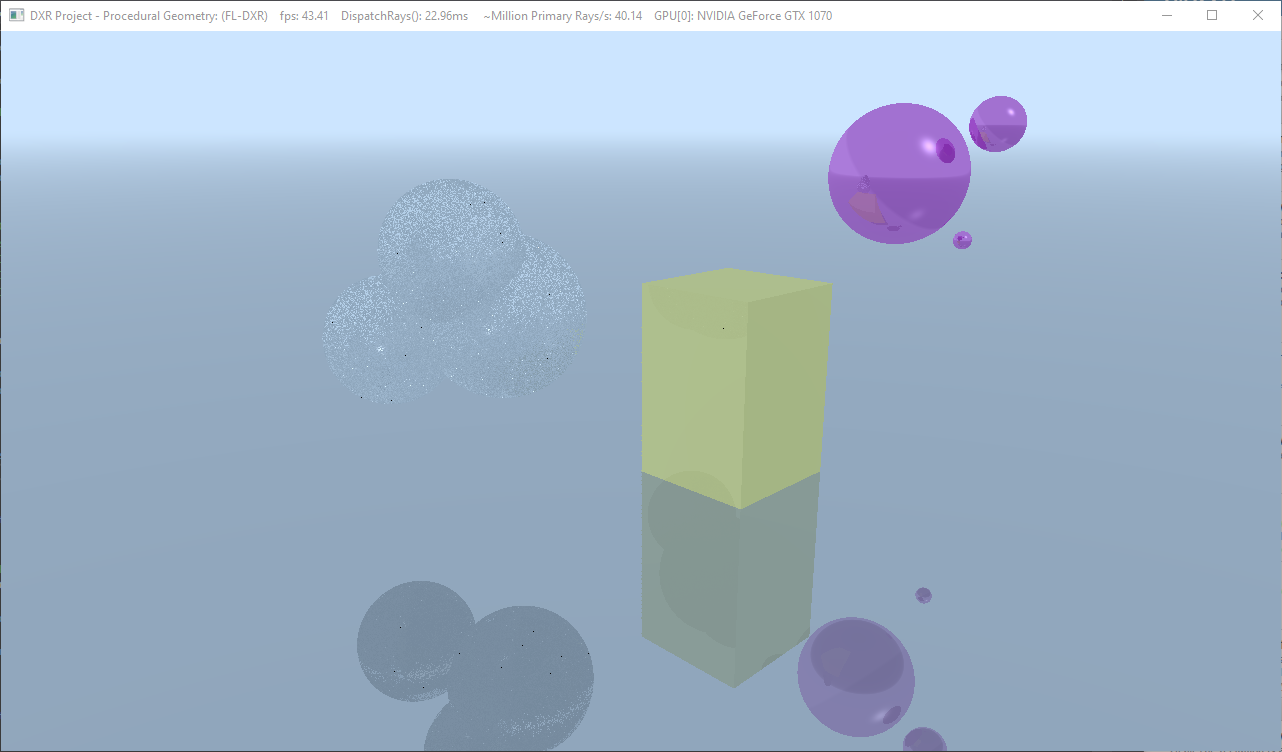 DXR Project - Procedural Geometry: (FL-DXR)    fps: 43.41    DispatchRays(): 22.96ms    ~Million Primary Rays/s: 40.14    GPU[0]: NVIDIA GeForce GTX 1070